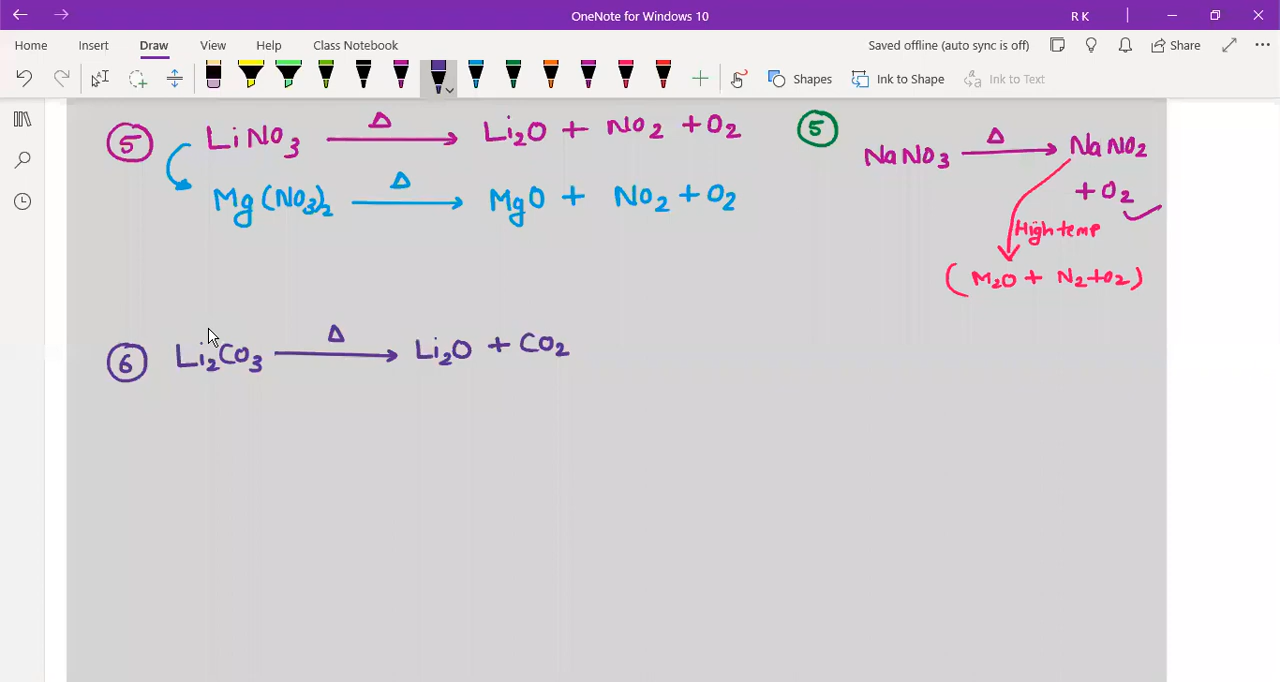 OneNote for Windows 10
R K
Home Insert Draw View Help Class Notebook
Saved offline (auto sync is off)
Share
Shapes
Ink to Shape
Ink to Text
5 LiNO3 Δ Li2O + NO2 + O2
Mg(NO3)2 Δ MgO + NO2 + O2
5 NaNO3 Δ NaNO2
+ O2
High temp
(M2O + N2+O2)
6 Li2CO3 Δ Li2O + CO2